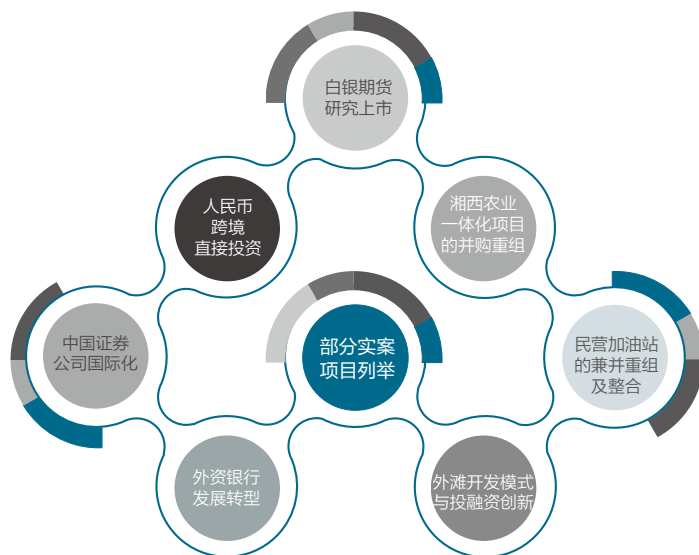 白银期货
研究上市
人民币
跨境
直接投资
湘西农业
一体化项目
的并购重组
中国证券
公司国际化
部分实案
项目列举
民营加油站
的兼并重组
及整合
外资银行
发展转型
外滩开发模式
与投融资创新